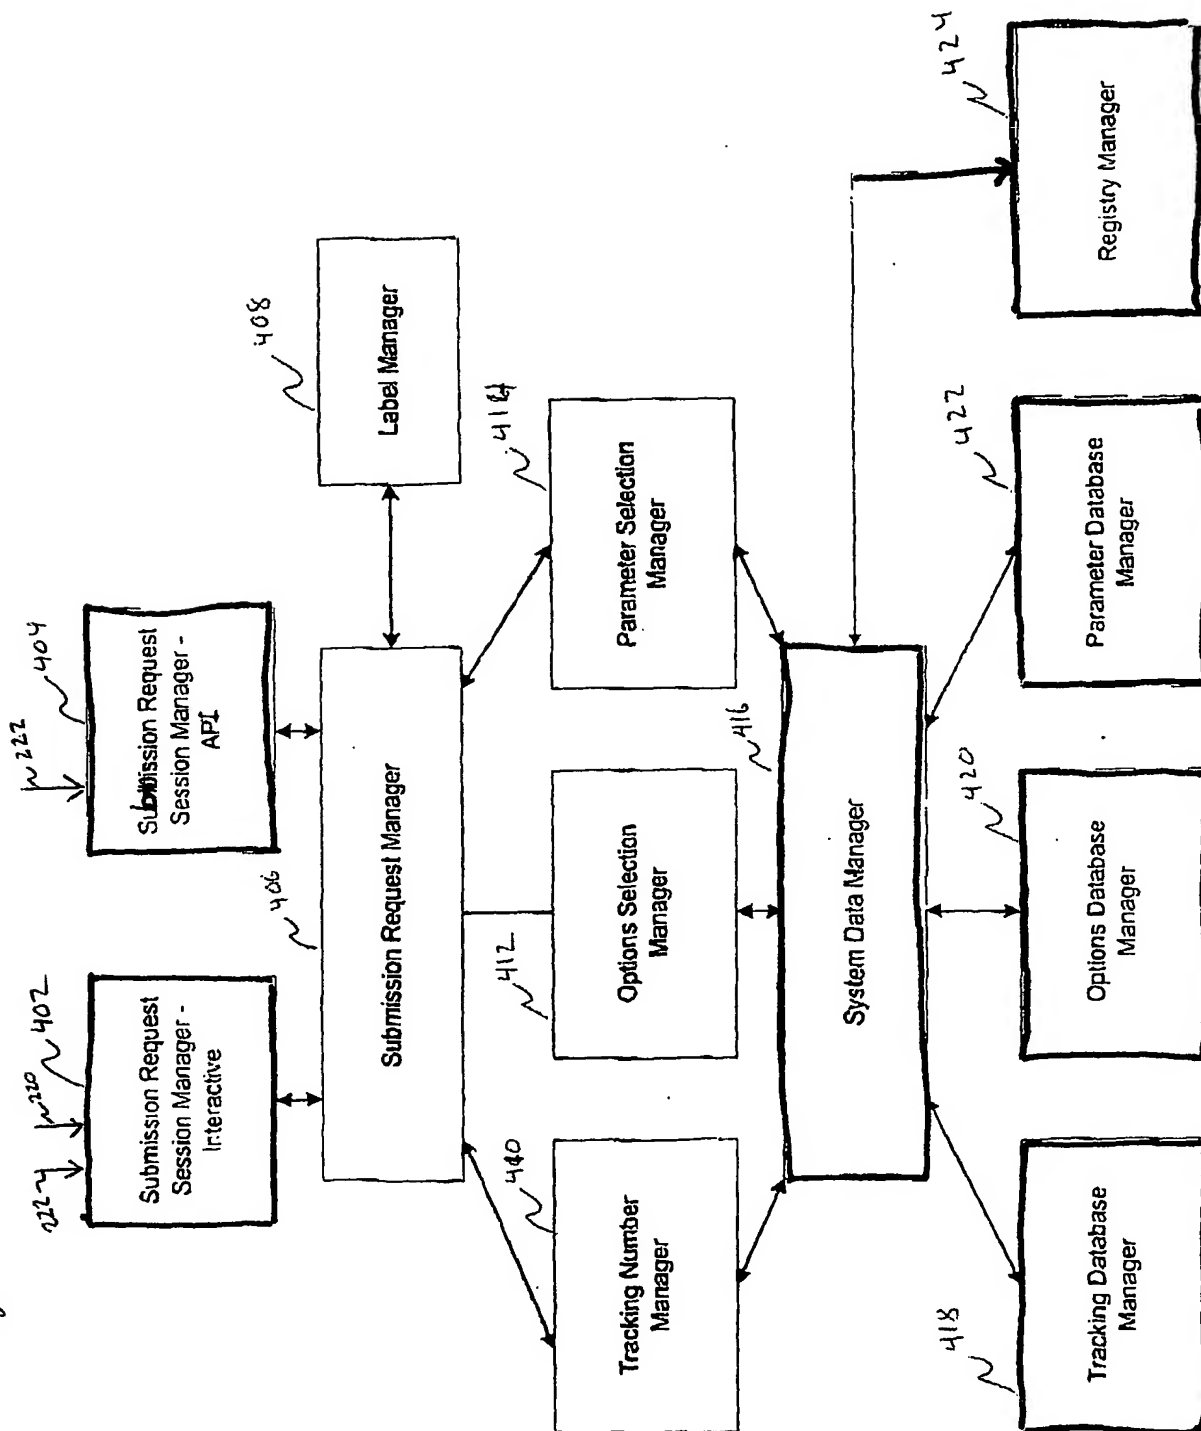 222
220
402
Submission Request
Session Manager -
Interactive
222
404
Submission Request
Session Manager -
API
406
Submission Request Manager
408
Label Manager
410
Tracking Number
Manager
412
Options Selection
Manager
414
Parameter Selection
Manager
416
System Data Manager
418
Tracking Database
Manager
420
Options Database
Manager
422
Parameter Database
Manager
424
Registry Manager